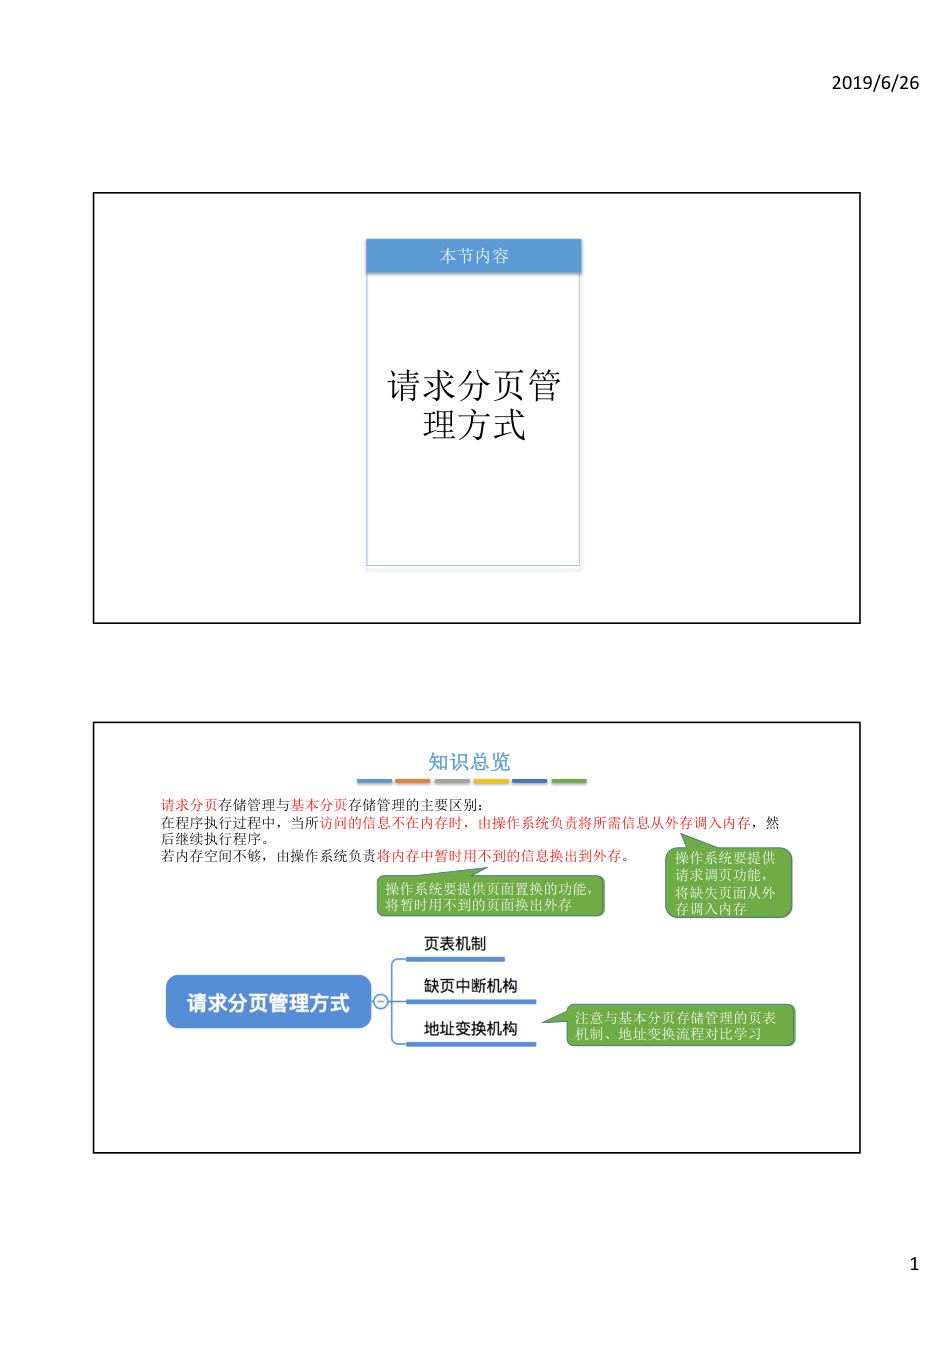 2019/6/26
本节内容
请求分页管
理方式
知识总览
请求分页存储管理与基本分页存储管理的主要区别：
在程序执行过程中，当所访问的信息不在内存时，由操作系统负责将所需信息从外存调入内存，然
后继续执行程序。
若内存空间不够，由操作系统负责将内存中暂时用不到的信息换出到外存。
操作系统要提供
请求调页功能，
将缺失页面从外
存调入内存
操作系统要提供页面置换的功能，
将暂时用不到的页面换出外存
请求分页管理方式
页表机制
缺页中断机构
地址变换机构
注意与基本分页存储管理的页表
机制、地址变换流程对比学习
1